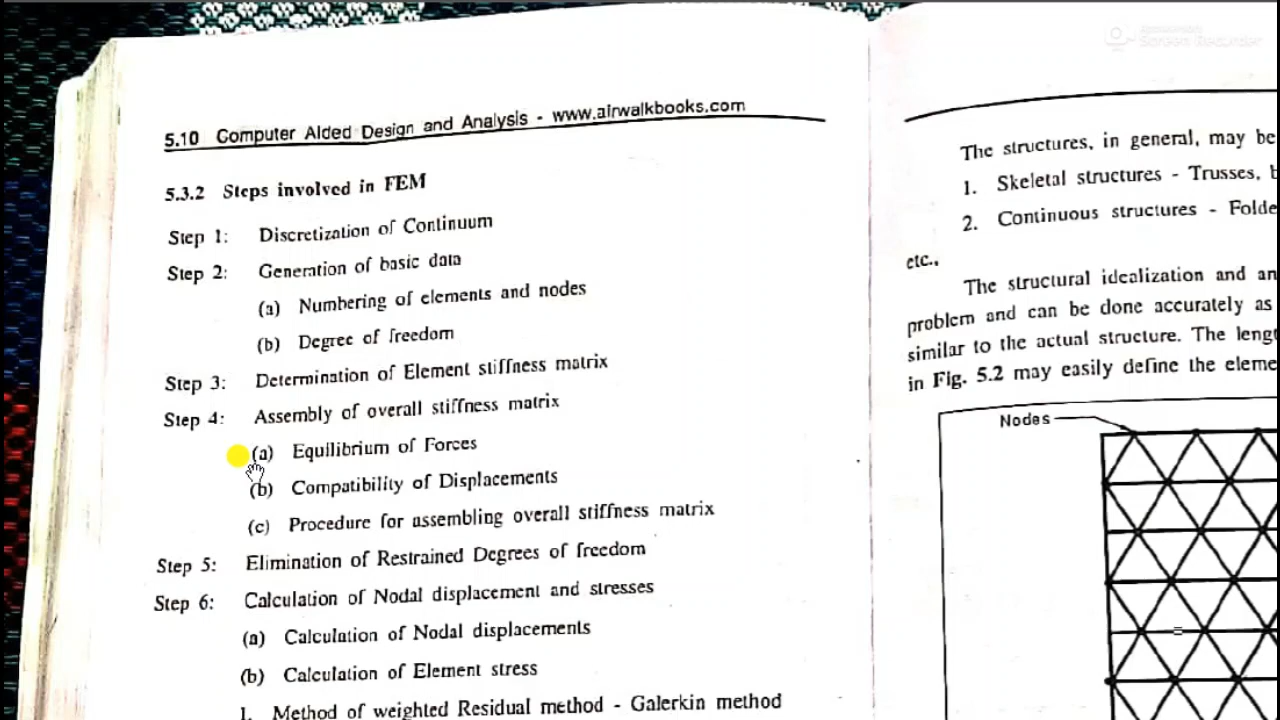 5.10 Computer Aided Design and Analysis - www.airwalkbooks.com
5.3.2 Steps involved in FEM
Step 1: Discretization of Continuum
Step 2: Generation of basic data
(a) Numbering of elements and nodes
(b) Degree of freedom
Step 3: Determination of Element stiffness matrix
Step 4: Assembly of overall stiffness matrix
(a) Equilibrium of Forces
(b) Compatibility of Displacements
(c) Procedure for assembling overall stiffness matrix
Step 5: Elimination of Restrained Degrees of freedom
Step 6: Calculation of Nodal displacement and stresses
(a) Calculation of Nodal displacements
(b) Calculation of Element stress
1. Method of weighted Residual method - Galerkin method
The structures, in general, may be
1. Skeletal structures - Trusses,
2. Continuous structures -
etc.,
The structural idealization and
problem and can be done accurately as
similar to the actual structure. The
in Fig. 5.2 may easily define the
Nodes
Screen Recorder